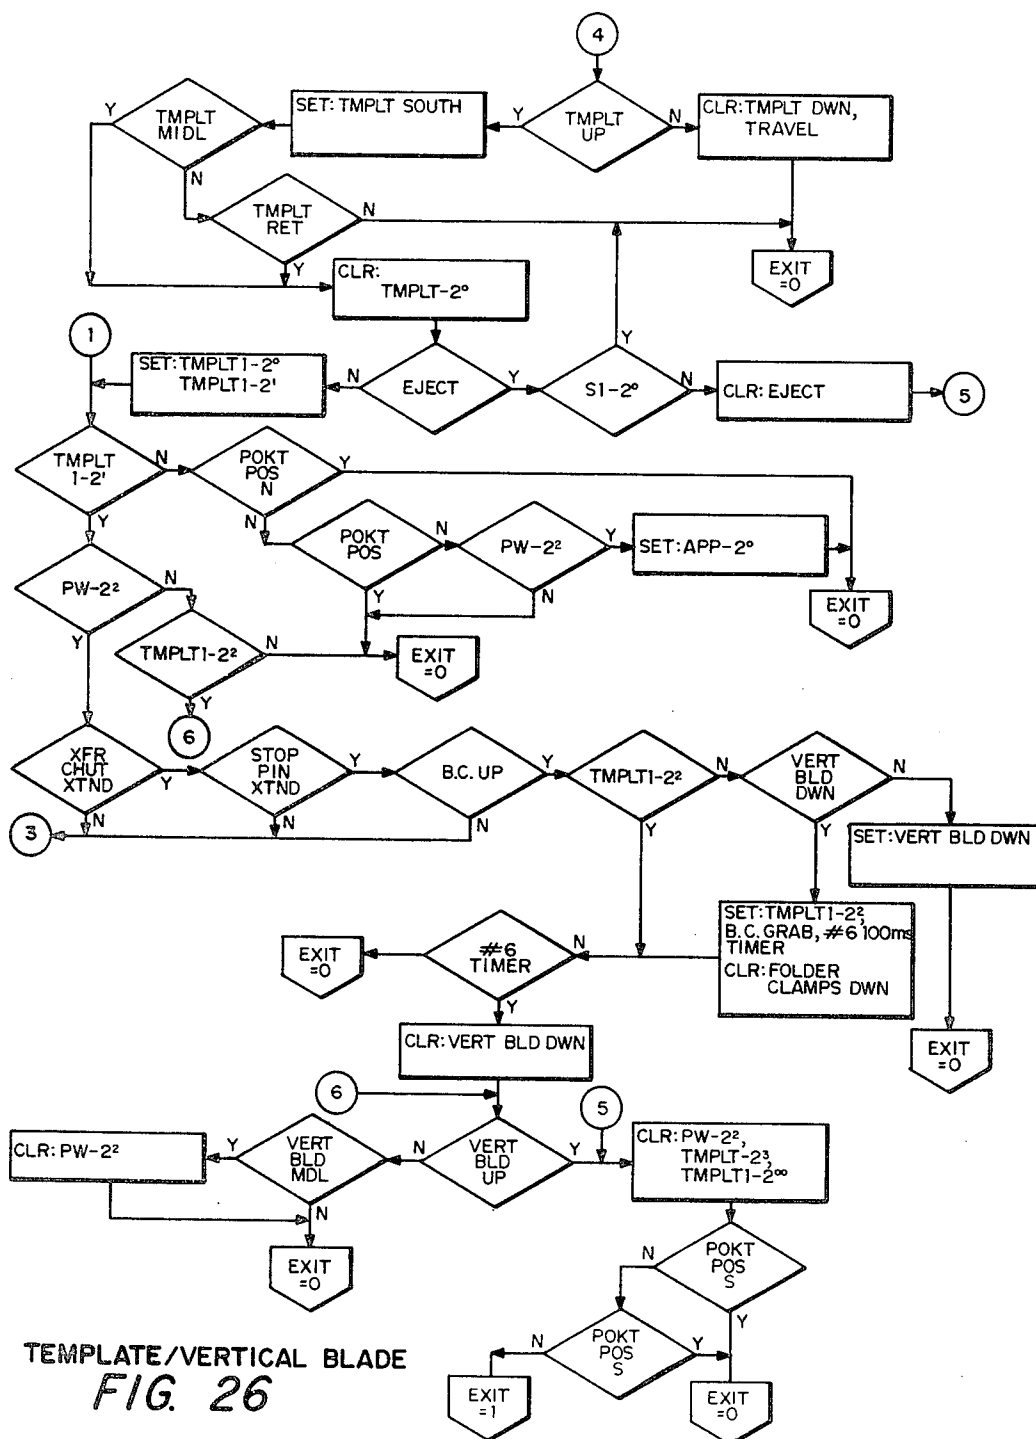 4
TMPLT
MIDL
Y
N
SET: TMPLT SOUTH
Y
TMPLT
UP
N
CLR: TMPLT DWN,
TRAVEL
TMPLT
RET
N
Y
EXIT
=0
CLR:
TMPLT-2°
1
SET: TMPLT1-2°
TMPLT1-2'
N
EJECT
Y
Y
S1-2°
N
CLR: EJECT
5
TMPLT
1-2'
N
Y
POKT
POS
N
Y
N
POKT
POS
N
Y
PW-2²
Y
N
SET: APP-2°
EXIT
=0
PW-2²
N
Y
TMPLT1-2²
N
Y
EXIT
=0
6
XFR
CHUT
XTND
Y
N
STOP
PIN
XTND
Y
N
B.C. UP
Y
N
TMPLT1-2²
N
Y
VERT
BLD
DWN
N
Y
3
SET: VERT BLD DWN
SET: TMPLT1-2²,
B.C. GRAB, #6 100ms
TIMER
CLR: FOLDER
CLAMPS DWN
EXIT
=0
#6
TIMER
N
Y
EXIT
=0
CLR: VERT BLD DWN
6
5
CLR: PW-2²
Y
VERT
BLD
MDL
N
N
VERT
BLD
UP
Y
CLR: PW-2²,
TMPLT-2³,
TMPLT1-2°°
EXIT
=0
N
POKT
POS
S
Y
N
POKT
POS
S
Y
EXIT
=1
EXIT
=0
TEMPLATE/VERTICAL BLADE
FIG. 26